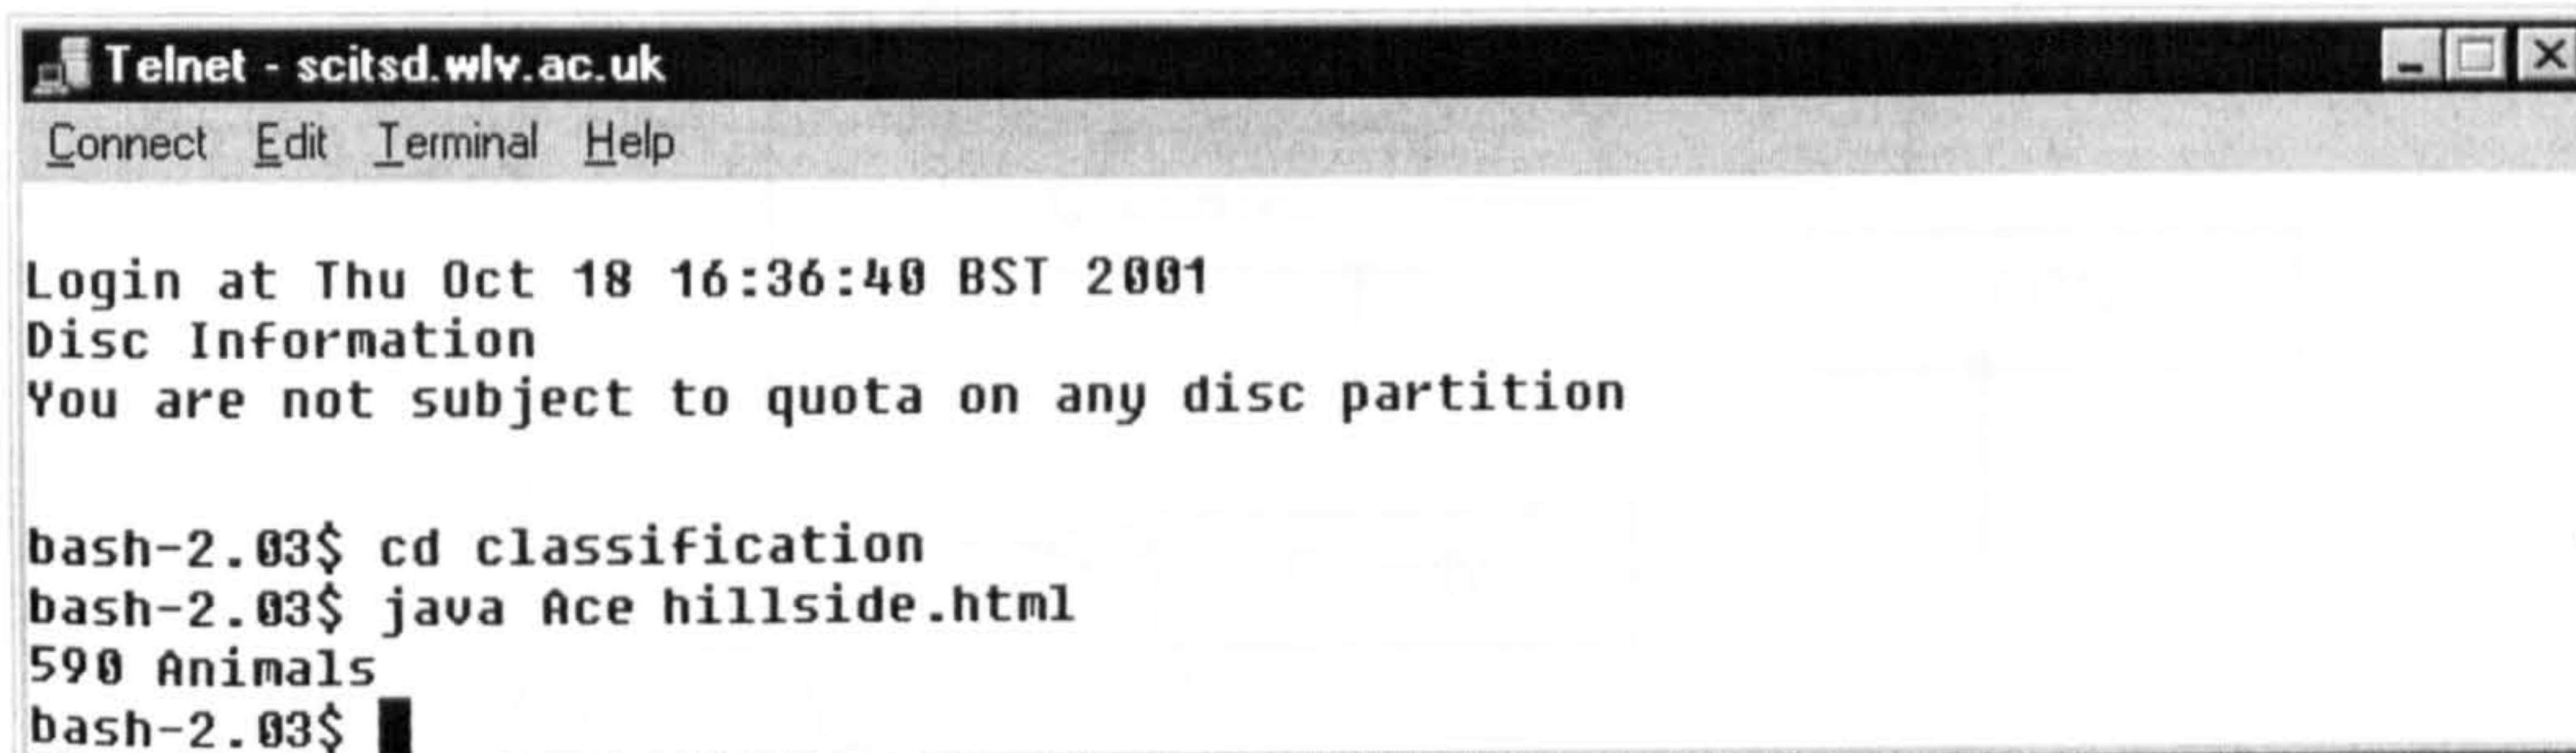 Telnet - scitsd.wlv.ac.uk
Connect Edit Terminal Help
Login at Thu Oct 18 16:36:40 BST 2001
Disc Information
You are not subject to quota on any disc partition
bash-2.03$ cd classification
bash-2.03$ java Ace hillside.html
590 Animals
bash-2.03$